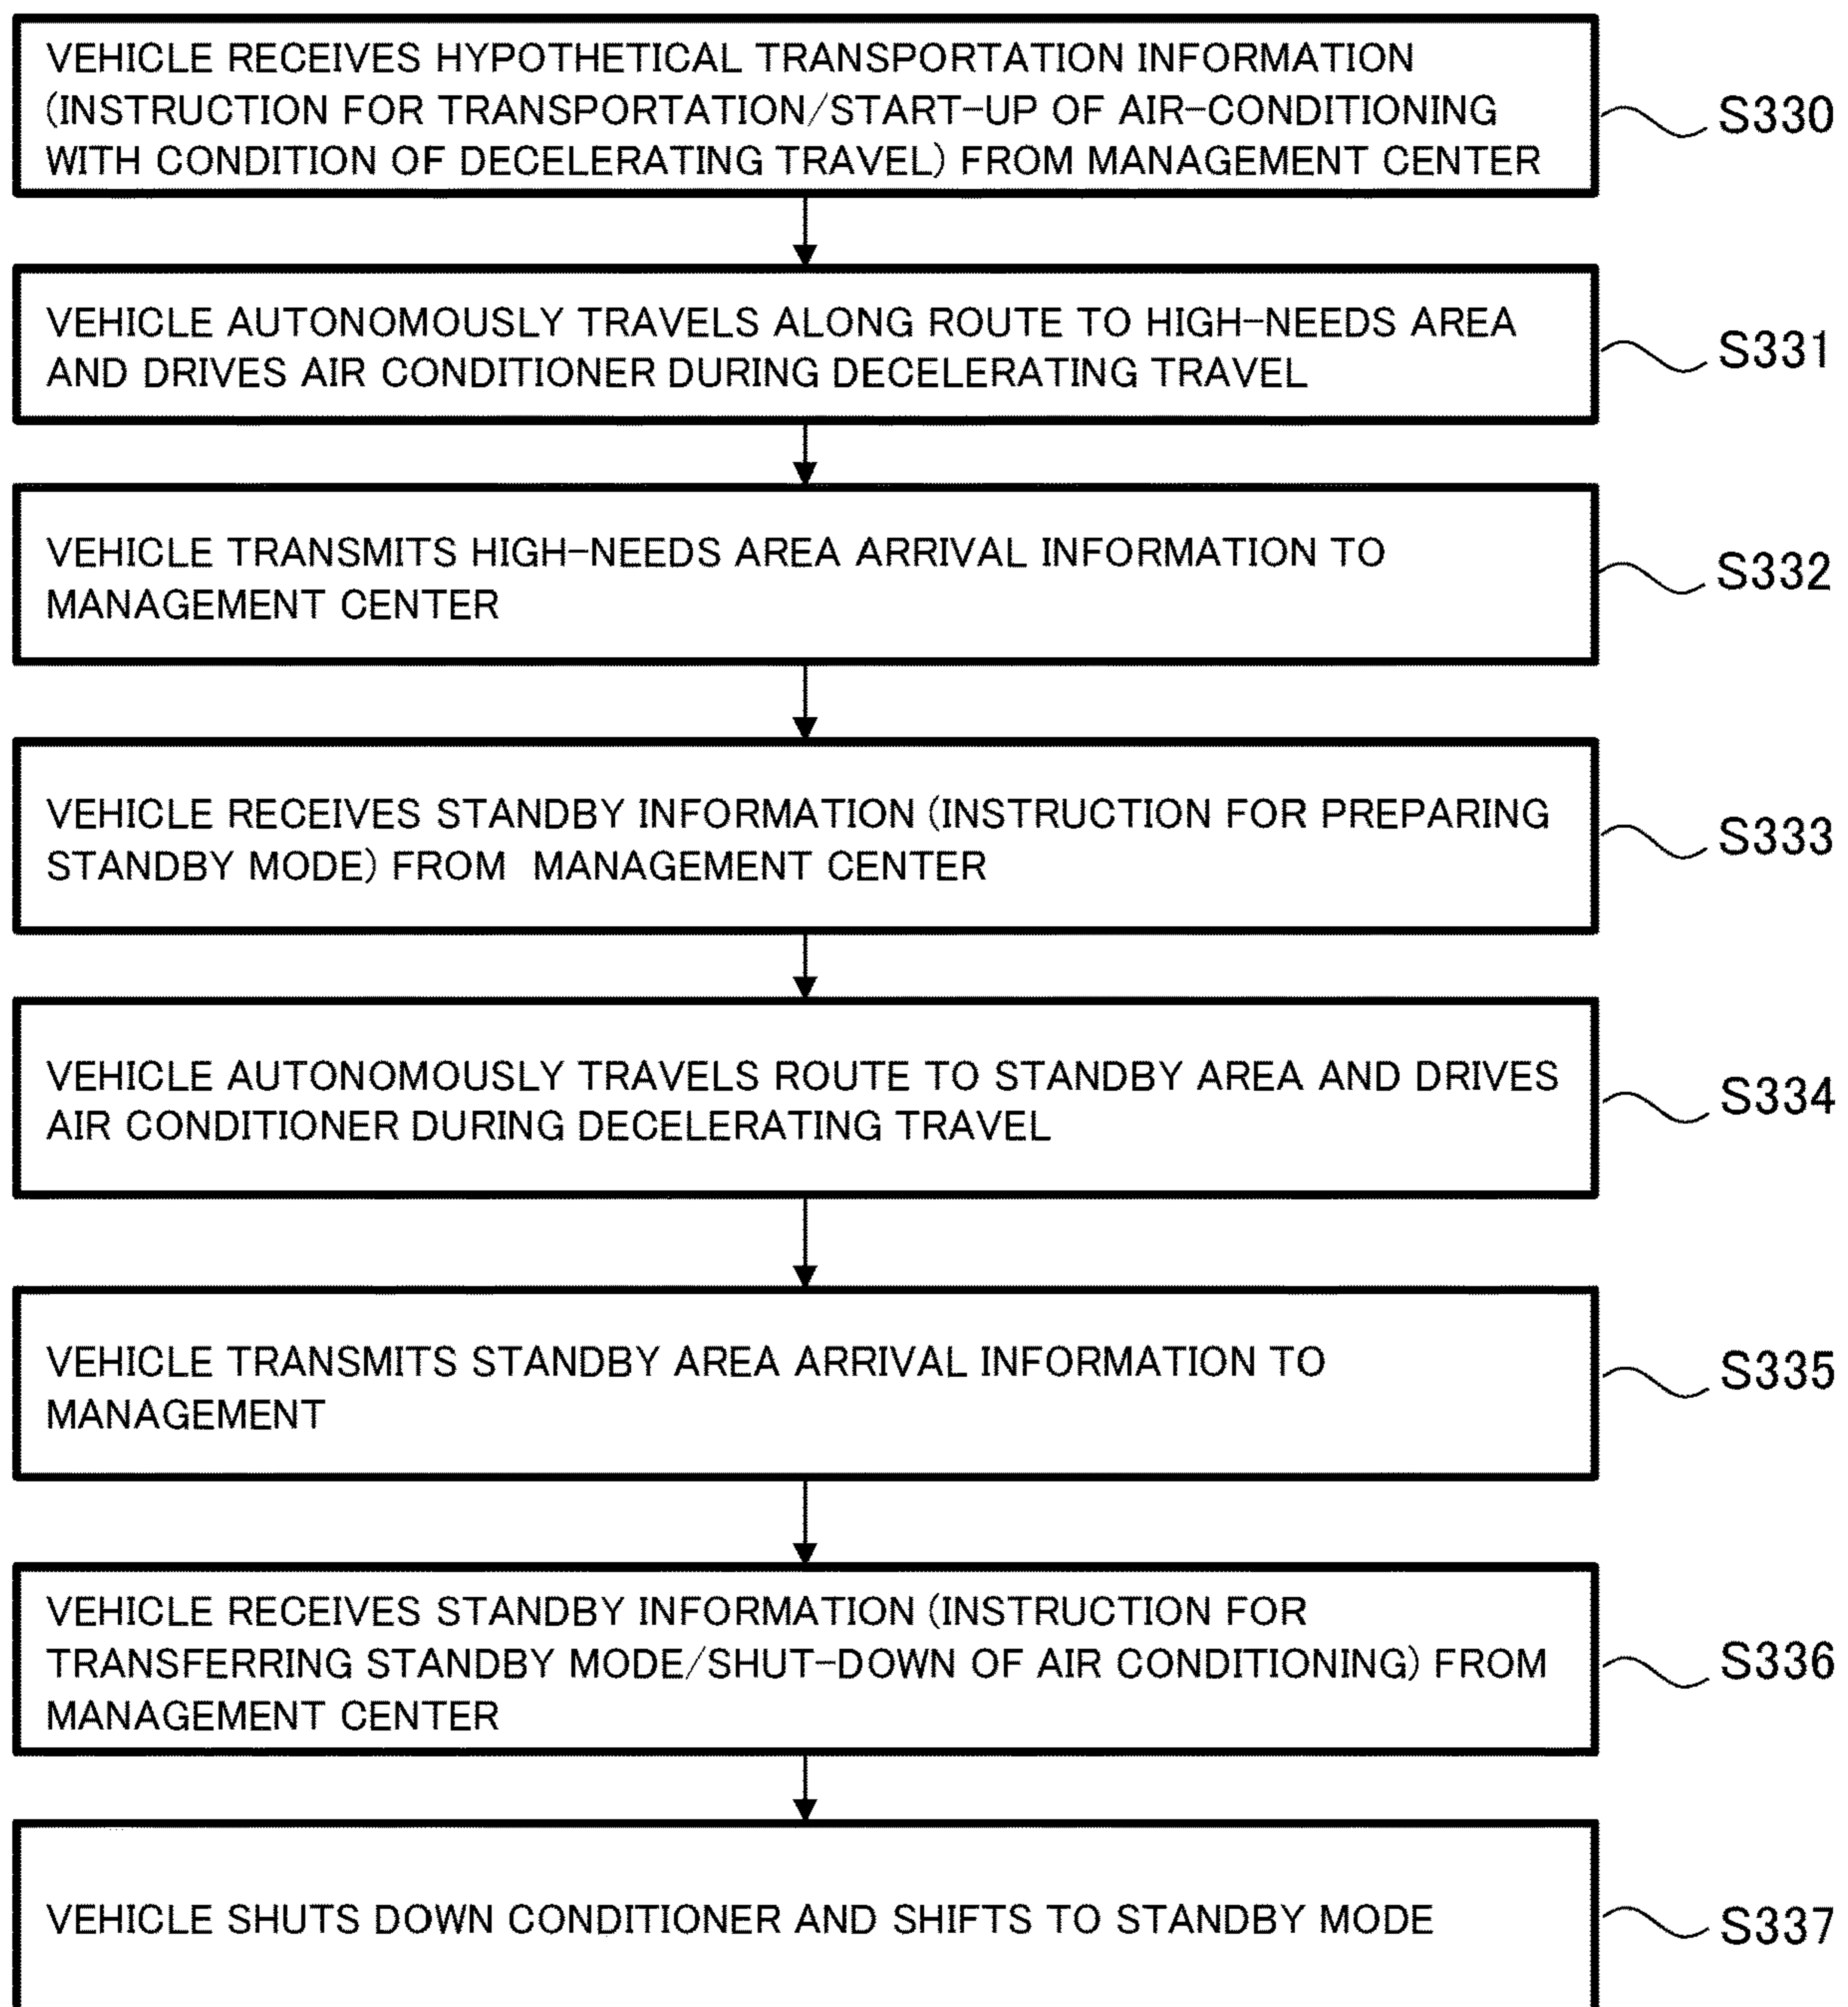 VEHICLE RECEIVES HYPOTHETICAL TRANSPORTATION INFORMATION
(INSTRUCTION FOR TRANSPORTATION/START-UP OF AIR-CONDITIONING
WITH CONDITION OF DECELERATING TRAVEL) FROM MANAGEMENT CENTER
S330
VEHICLE AUTONOMOUSLY TRAVELS ALONG ROUTE TO HIGH-NEEDS AREA
AND DRIVES AIR CONDITIONER DURING DECELERATING TRAVEL
S331
VEHICLE TRANSMITS HIGH-NEEDS AREA ARRIVAL INFORMATION TO
MANAGEMENT CENTER
S332
VEHICLE RECEIVES STANDBY INFORMATION (INSTRUCTION FOR PREPARING
STANDBY MODE) FROM MANAGEMENT CENTER
S333
VEHICLE AUTONOMOUSLY TRAVELS ROUTE TO STANDBY AREA AND DRIVES
AIR CONDITIONER DURING DECELERATING TRAVEL
S334
VEHICLE TRANSMITS STANDBY AREA ARRIVAL INFORMATION TO
MANAGEMENT
S335
VEHICLE RECEIVES STANDBY INFORMATION (INSTRUCTION FOR
TRANSFERRING STANDBY MODE/SHUT-DOWN OF AIR CONDITIONING) FROM
MANAGEMENT CENTER
S336
VEHICLE SHUTS DOWN CONDITIONER AND SHIFTS TO STANDBY MODE
S337